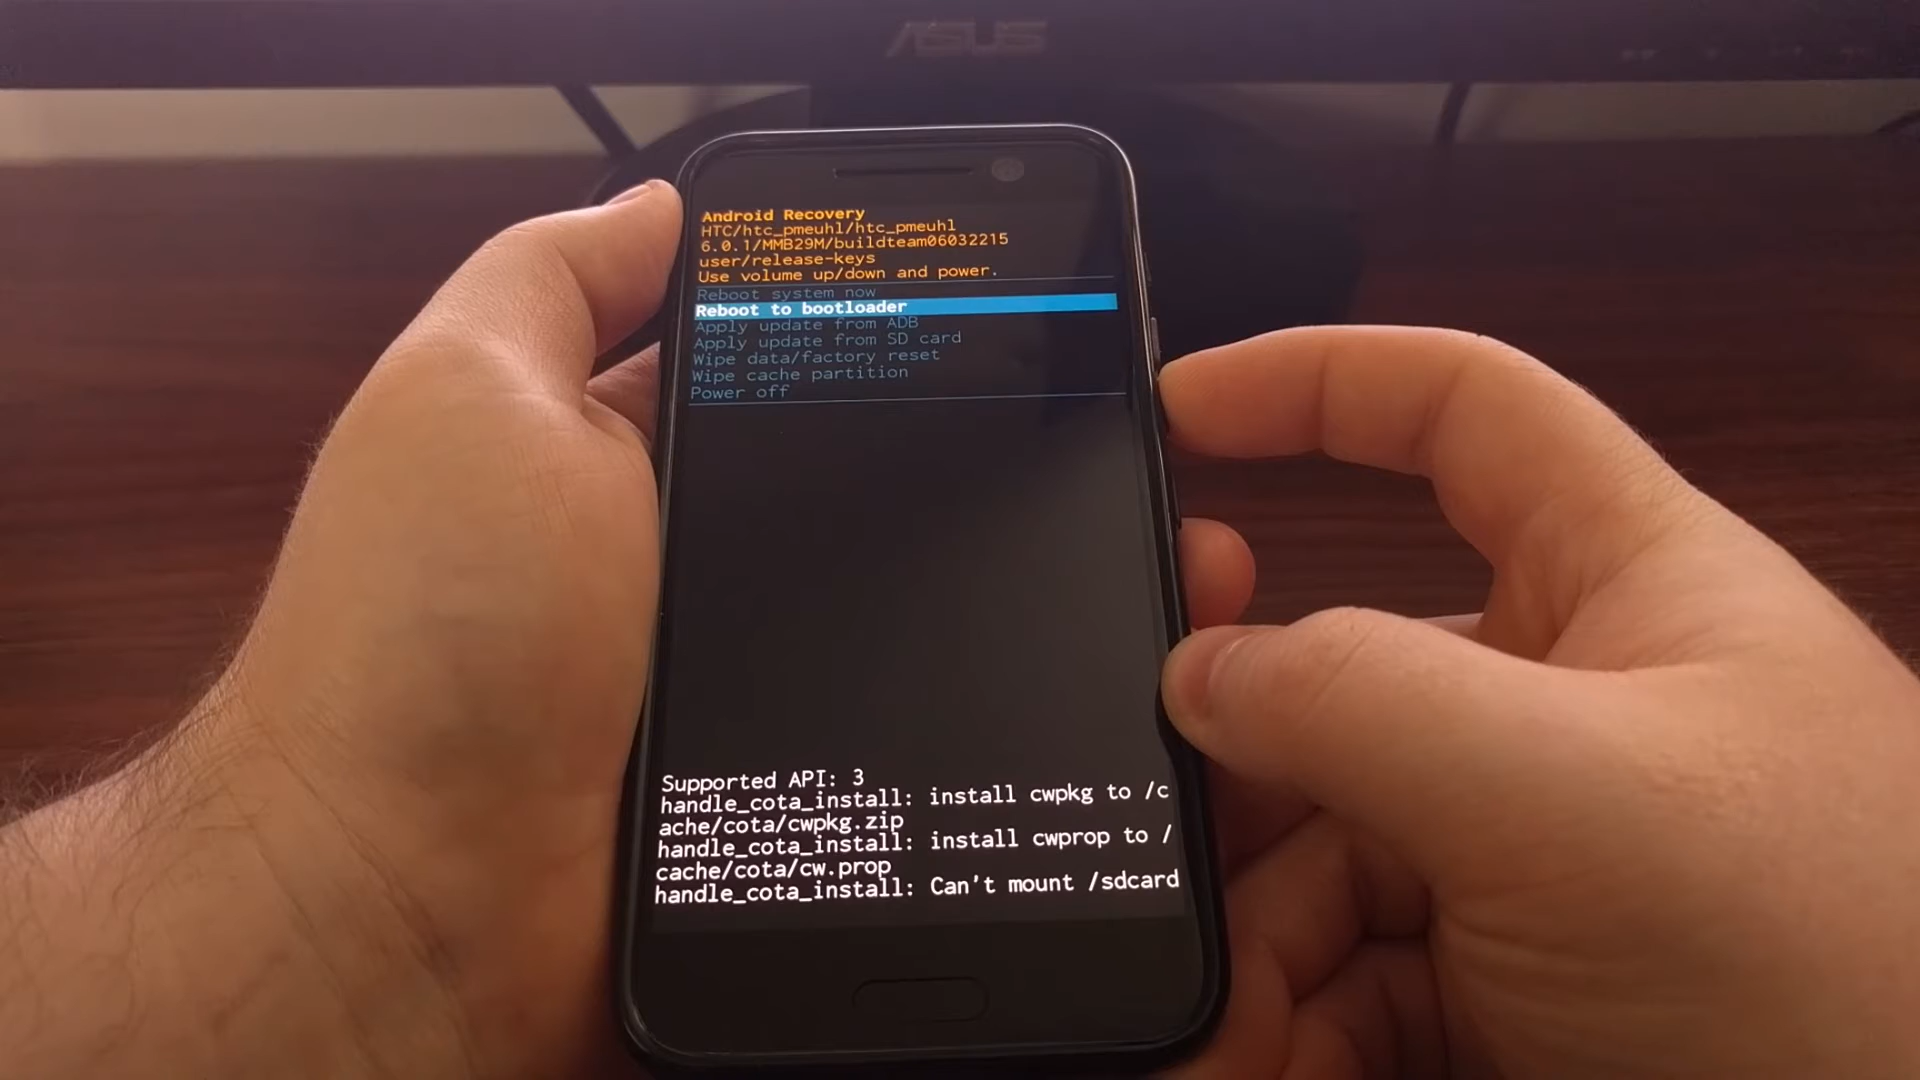 ASUS
Android Recovery
HTC/htc_pmeuhl/htc_pmeuhl
6.0.1/MMB29M/buildteam06032215
user/release-keys
Use volume up/down and power.
Reboot system now
Reboot to bootloader
Apply update from ADB
Apply update from SD card
Wipe data/factory reset
Wipe cache partition
Power off
Supported API: 3
handle_cota_install: install cwpkg to /c
ache/cota/cwpkg.zip
handle_cota_install: install cwprop to /
cache/cota/cw.prop
handle_cota_install: Can't mount /sdcard